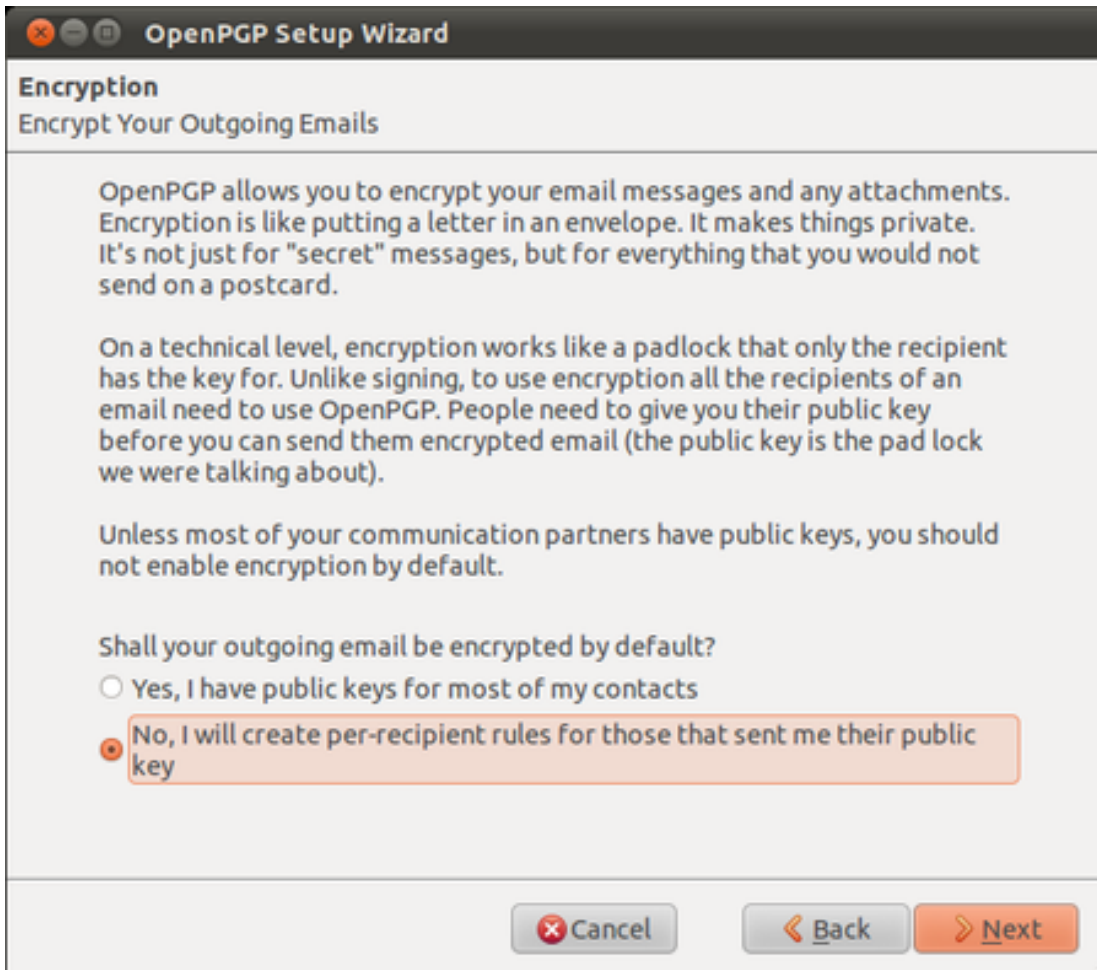 OpenPGP Setup Wizard
Encryption
Encrypt Your Outgoing Emails
OpenPGP allows you to encrypt your email messages and any attachments.
Encryption is like putting a letter in an envelope. It makes things private.
It's not just for "secret" messages, but for everything that you would not
send on a postcard.
On a technical level, encryption works like a padlock that only the recipient
has the key for. Unlike signing, to use encryption all the recipients of an
email need to use OpenPGP. People need to give you their public key
before you can send them encrypted email (the public key is the pad lock
we were talking about).
Unless most of your communication partners have public keys, you should
not enable encryption by default.
Shall your outgoing email be encrypted by default?
Yes, I have public keys for most of my contacts
No, I will create per-recipient rules for those that sent me their public
key
Cancel
Back
Next